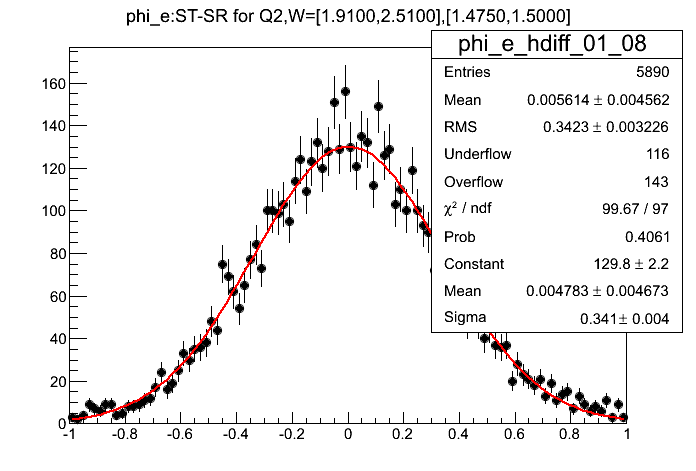 phi_e:ST-SR for Q2,W=[1.9100,2.5100],[1.4750,1.5000]
phi_e_hdiff_01_08
Entries 5890
Mean 0.005614 ± 0.004562
RMS 0.3423 ± 0.003226
Underflow 116
Overflow 143
χ² / ndf 99.67 / 97
Prob 0.4061
Constant 129.8 ± 2.2
Mean 0.004783 ± 0.004673
Sigma 0.341 ± 0.004
160
140
120
100
80
60
40
20
0
-1 -0.8 -0.6 -0.4 -0.2 0 0.2 0.4 0.6 0.8 1